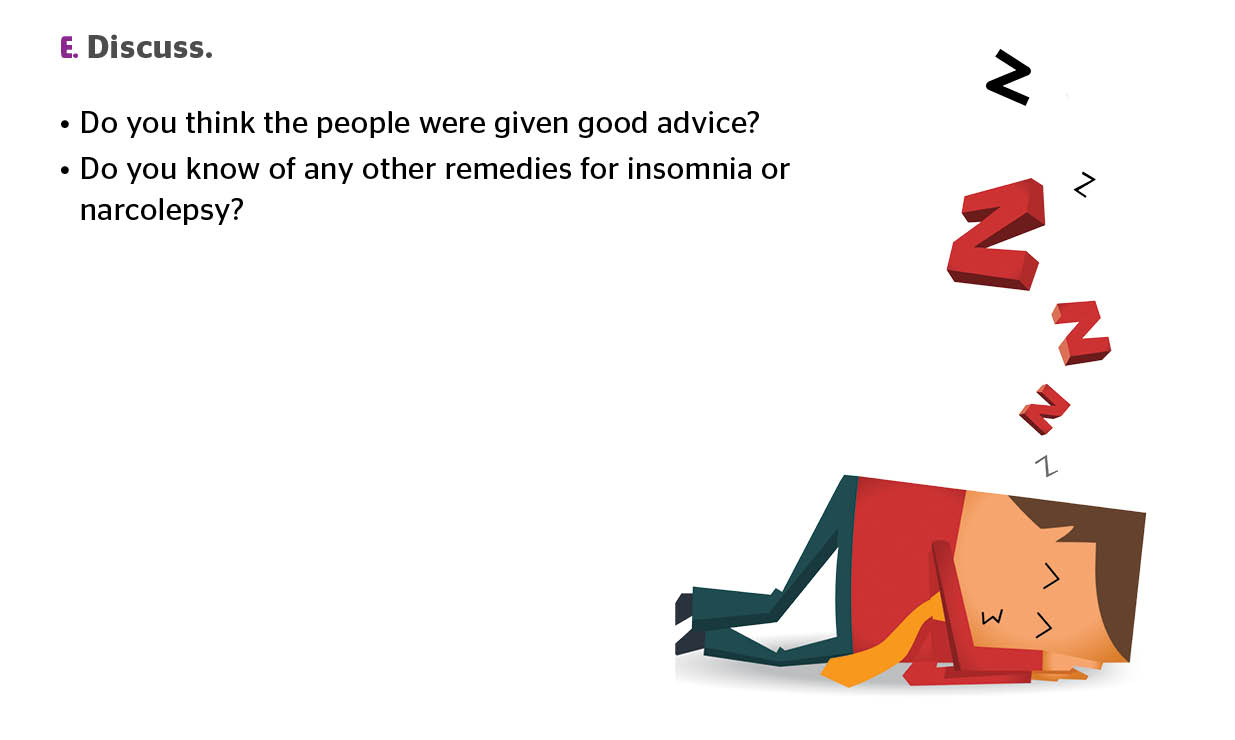 E. Discuss.
• Do you think the people were given good advice?
• Do you know of any other remedies for insomnia or
narcolepsy?
Z
Z
Z
Z
Z
Z